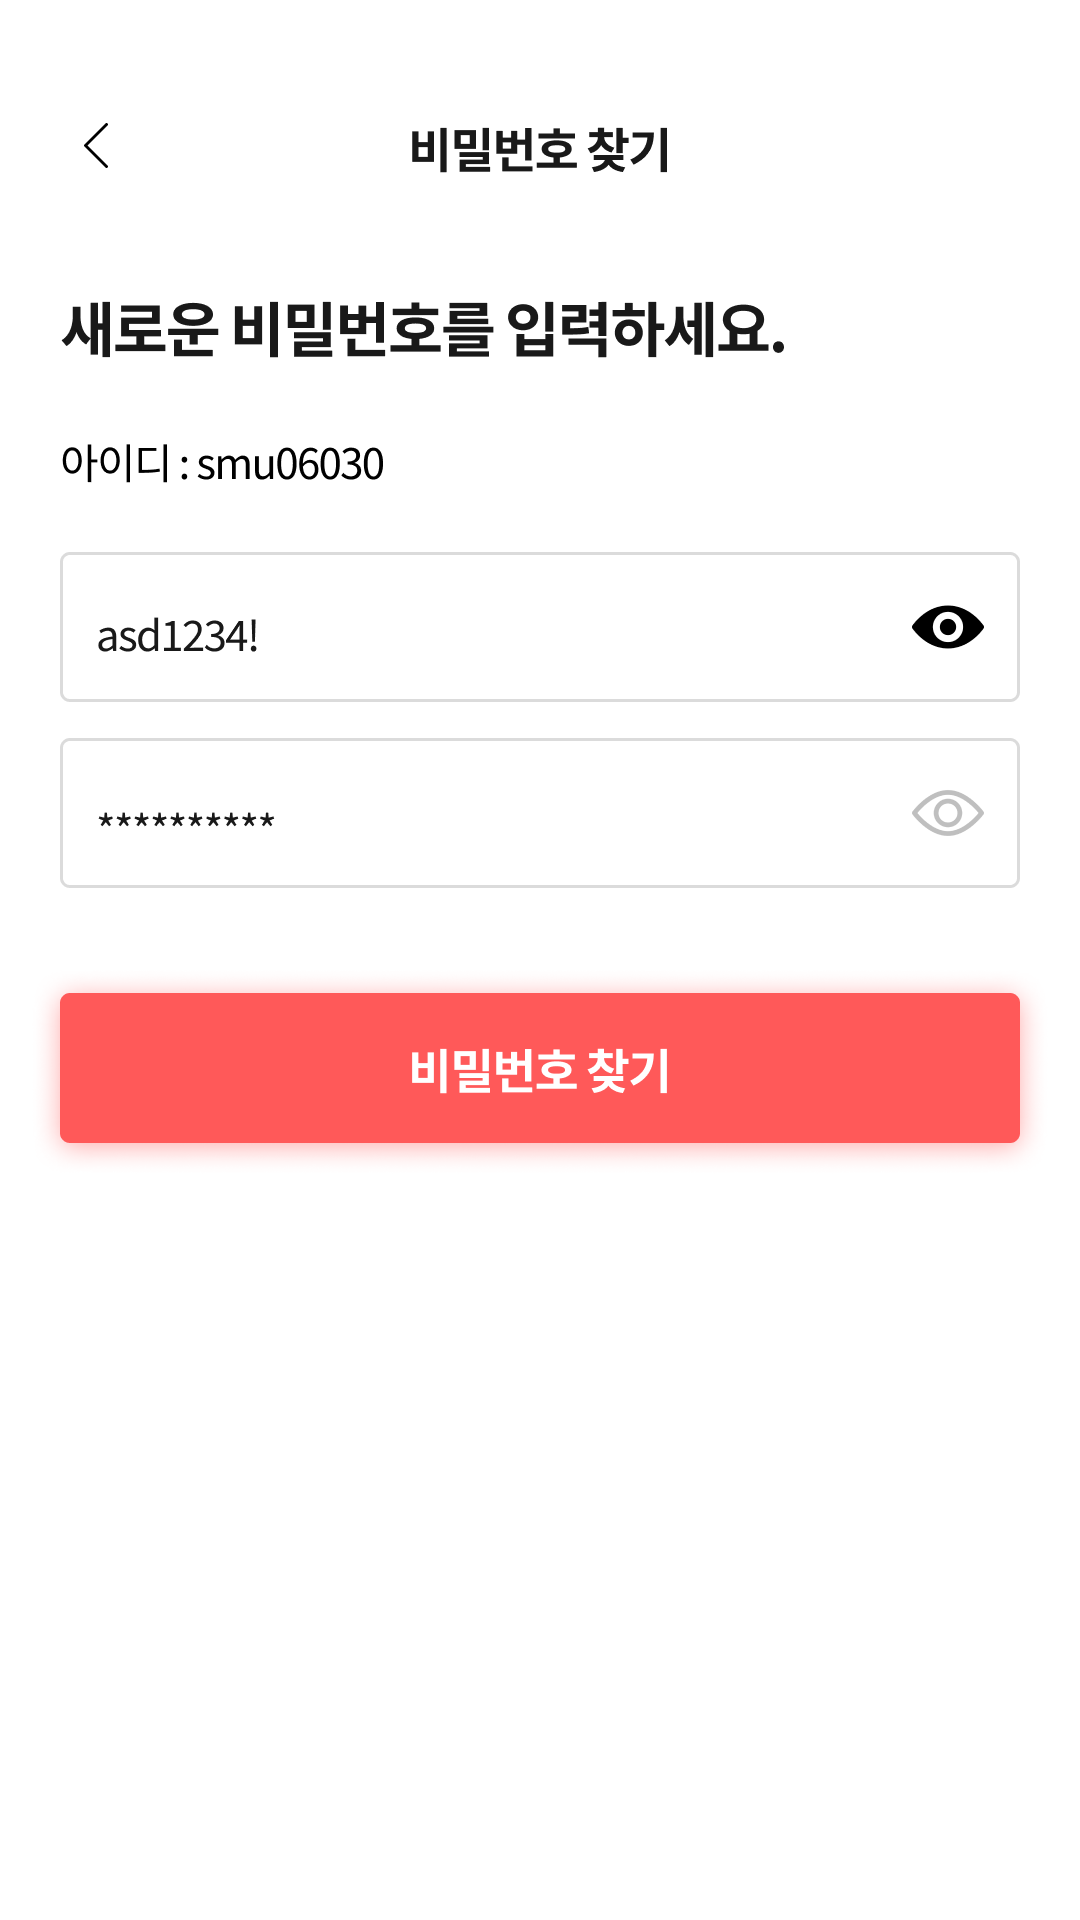 비밀번호 찾기
새로운 비밀번호를 입력하세요.
아이디 : smu06030
asd1234!
**********
비밀번호 찾기